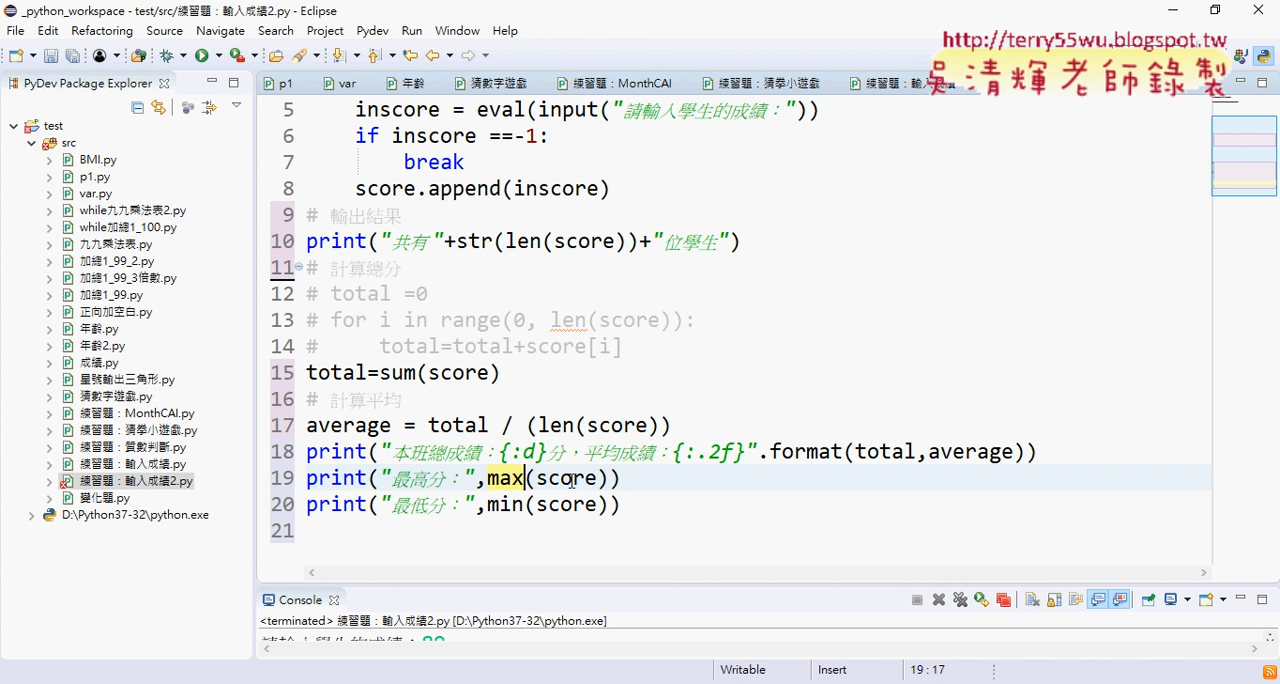 _python_workspace - test/src/練習題：輸入成績2.py - Eclipse
File Edit Refactoring Source Navigate Search Project Pydev Run Window Help
http://terry55wu.blogspot.tw
吳清輝老師錄製
PyDev Package Explorer
p1 var 年齡 猜數字遊戲 練習題：MonthCAl 練習題：猜拳小遊戲 練習題：輸入
test
src
BMI.py
p1.py
var.py
while九九乘法表2.py
while加總1_100.py
九九乘法表.py
加總1_99_2.py
加總1_99_3倍數.py
加總1_99.py
正向加空白.py
年齡.py
年齡2.py
成績.py
星號輸出三角形.py
猜數字遊戲.py
練習題：MonthCAl.py
練習題：猜拳小遊戲.py
練習題：質數判斷.py
練習題：輸入成績.py
練習題：輸入成績2.py
變化題.py
D:\Python37-32\python.exe
5 inscore = eval(input("請輸入學生的成績："))
6 if inscore ==-1:
7 break
8 score.append(inscore)
9 # 輸出結果
10 print("共有"+str(len(score))+"位學生")
11 # 計算總分
12 # total =0
13 # for i in range(0, len(score)):
14 # total=total+score[i]
15 total=sum(score)
16 # 計算平均
17 average = total / (len(score))
18 print("本班總成績：{:d}分，平均成績：{:.2f}".format(total,average))
19 print("最高分：",max(score))
20 print("最低分：",min(score))
21
Console
<terminated> 練習題：輸入成績2.py [D:\Python37-32\python.exe]
Writable Insert 19 : 17